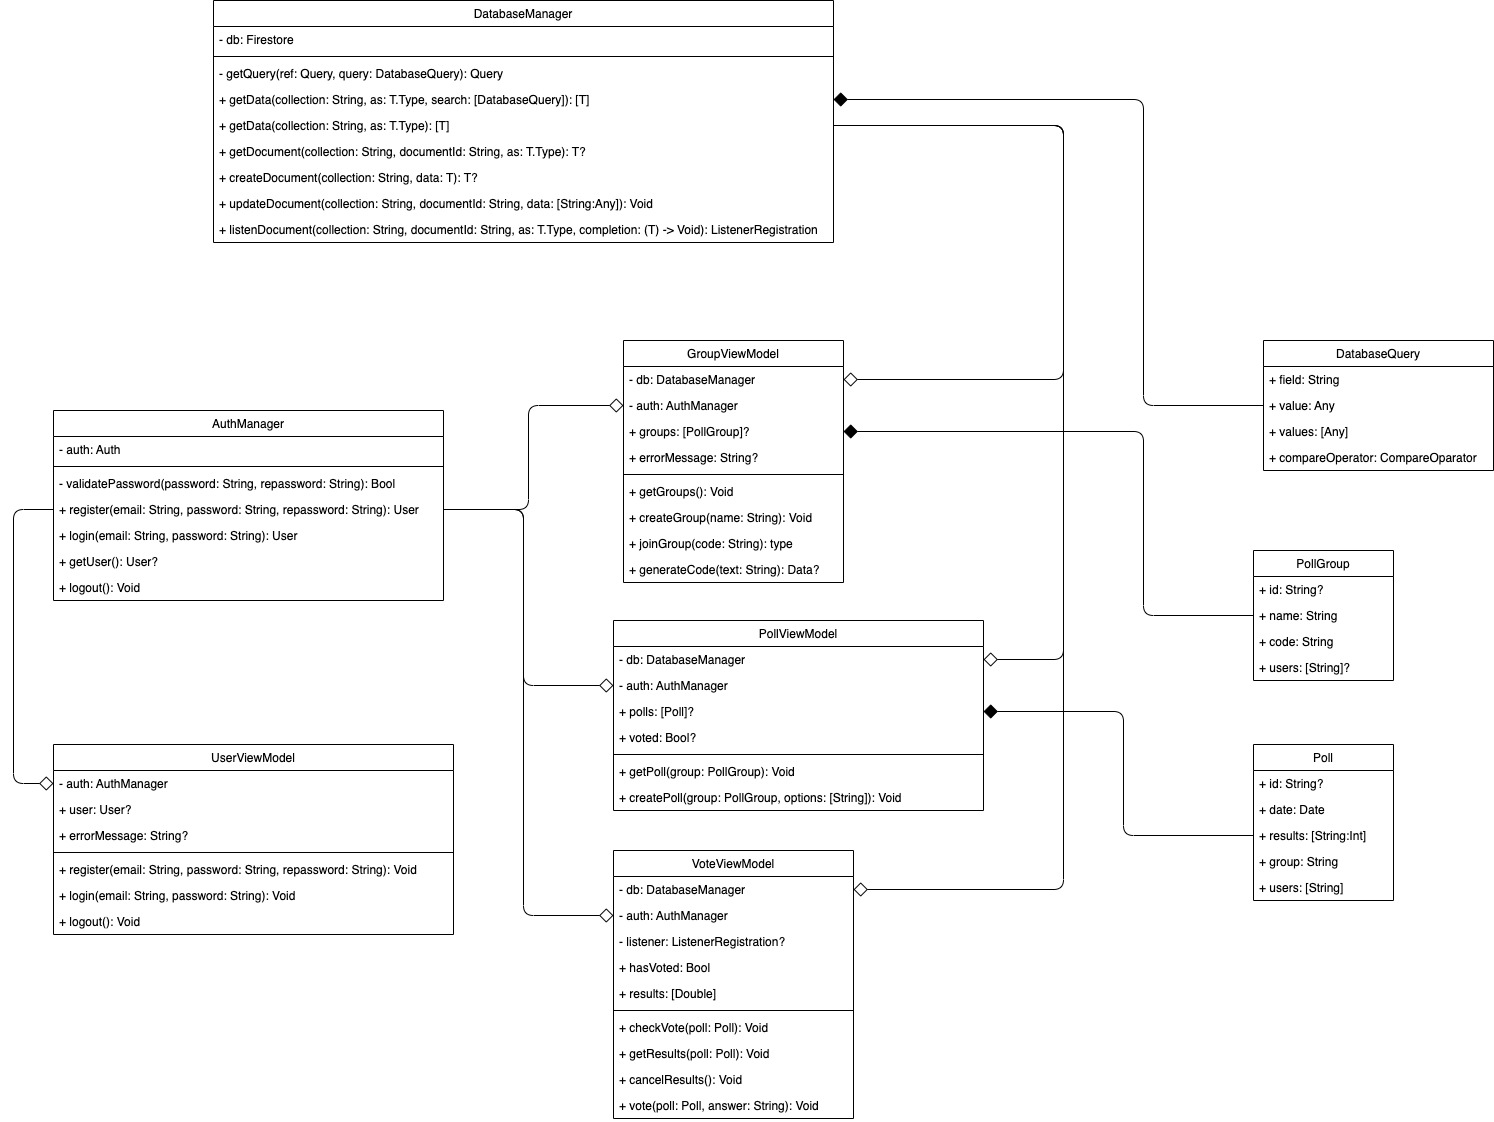 DatabaseManager
- db: Firestore
- getQuery(ref: Query, query: DatabaseQuery): Query
+ getData(collection: String, as: T.Type, search: [DatabaseQuery]): [T]
+ getData(collection: String, as: T.Type): [T]
+ getDocument(collection: String, documentId: String, as: T.Type): T?
+ createDocument(collection: String, data: T): T?
+ updateDocument(collection: String, documentId: String, data: [String:Any]): Void
+ listenDocument(collection: String, documentId: String, as: T.Type, completion: (T) -> Void): ListenerRegistration
GroupViewModel
- db: DatabaseManager
- auth: AuthManager
+ groups: [PollGroup]?
+ errorMessage: String?
+ getGroups(): Void
+ createGroup(name: String): Void
+ joinGroup(code: String): type
+ generateCode(text: String): Data?
DatabaseQuery
+ field: String
+ value: Any
+ values: [Any]
+ compareOperator: CompareOparator
AuthManager
- auth: Auth
- validatePassword(password: String, repassword: String): Bool
+ register(email: String, password: String, repassword: String): User
+ login(email: String, password: String): User
+ getUser(): User?
+ logout(): Void
PollGroup
+ id: String?
+ name: String
+ code: String
+ users: [String]?
PollViewModel
- db: DatabaseManager
- auth: AuthManager
+ polls: [Poll]?
+ voted: Bool?
+ getPoll(group: PollGroup): Void
+ createPoll(group: PollGroup, options: [String]): Void
UserViewModel
- auth: AuthManager
+ user: User?
+ errorMessage: String?
+ register(email: String, password: String, repassword: String): Void
+ login(email: String, password: String): Void
+ logout(): Void
Poll
+ id: String?
+ date: Date
+ results: [String:Int]
+ group: String
+ users: [String]
VoteViewModel
- db: DatabaseManager
- auth: AuthManager
- listener: ListenerRegistration?
+ hasVoted: Bool
+ results: [Double]
+ checkVote(poll: Poll): Void
+ getResults(poll: Poll): Void
+ cancelResults(): Void
+ vote(poll: Poll, answer: String): Void